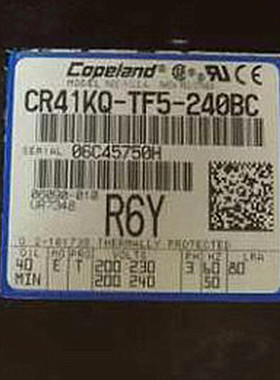 Copeland
CR41KQ-TF5-240BC
SERIAL 06C45750H
R6Y
THERMALLY PROTECTED
OIL VOLTS PH HZ LRA
40 E T 200 230 3 60 80
MIN 200 240 50